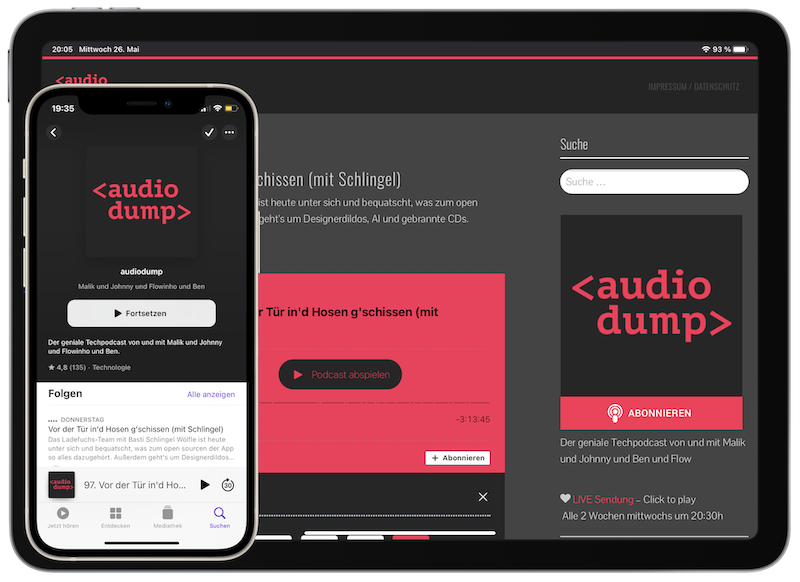 20:05 Mittwoch 26. Mai
93 %
<audio
IMPRESSUM / DATENSCHUTZ
schissen (mit Schlingel)
ist heute unter sich und bequatscht, was zum open
geht's um Designerdildos, AI und gebrannte CDs.
er Tür in'd Hosen g'schissen (mit
Podcast abspielen
-3:13:45
+ Abonnieren
Suche
Suche ...
<audio
dump>
ABONNIEREN
Der geniale Techpodcast von und mit Malik
und Johnny und Ben und Flow
LIVE Sendung – Click to play
Alle 2 Wochen mittwochs um 20:30h
19:35
<audio
dump>
audiodump
Malik und Johnny und Flowinho und Ben
Fortsetzen
Der geniale Techpodcast von und mit Malik und Johnny
und Flowinho und Ben.
★ 4,8 (135) · Technologie
Folgen
Alle anzeigen
DONNERSTAG
Vor der Tür in'd Hosen g'schissen (mit Schlingel)
Das Ladefuchs-Team mit Basti Schlingel Wölfle ist heute
unter sich und bequatscht, was zum open sourcen der App
so alles dazugehört. Außerdem geht's um Designerdildos...
<audio
dump>
97. Vor der Tür in'd Ho...
30
Jetzt hören
Entdecken
Mediathek
Suchen